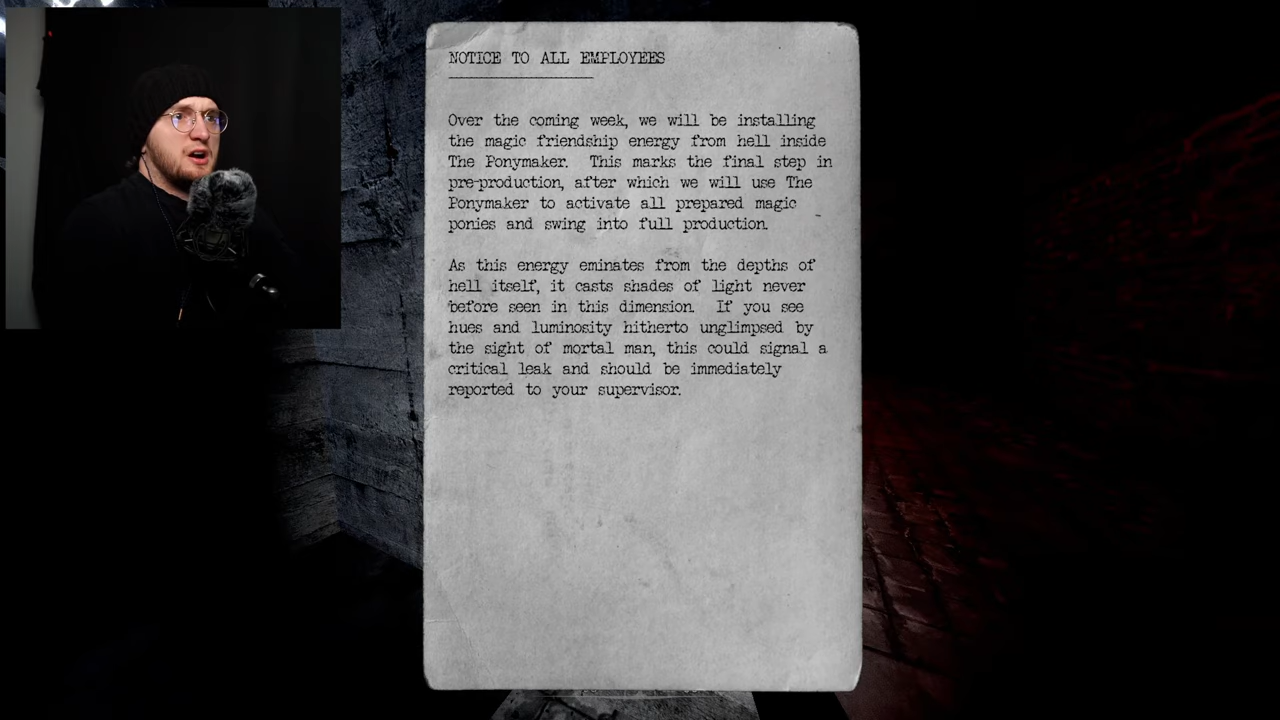 NOTICE TO ALL EMPLOYEES
Over the coming week, we will be installing
the magic friendship energy from hell inside
The Ponymaker. This marks the final step in
pre-production, after which we will use The
Ponymaker to activate all prepared magic
ponies and swing into full production.
As this energy eminates from the depths of
hell itself, it casts shades of light never
before seen in this dimension. If you see
hues and luminosity hitherto unglimpsed by
the sight of mortal man, this could signal a
critical leak and should be immediately
reported to your supervisor.